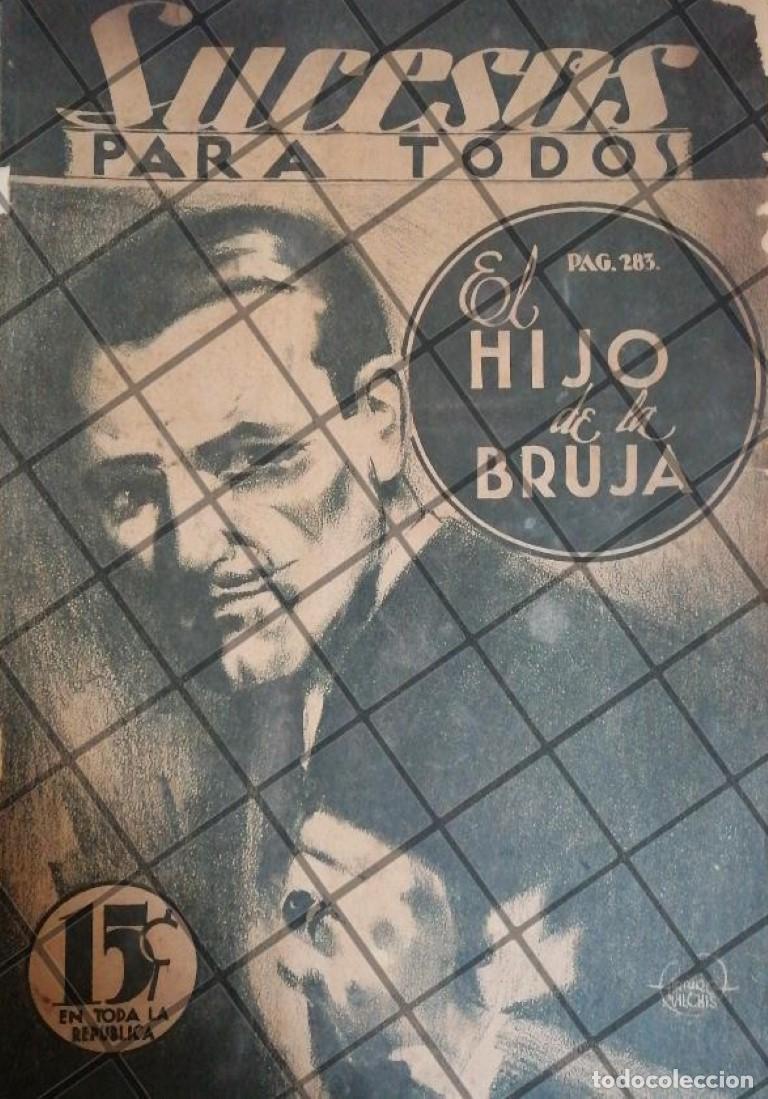 Sucesos
PARA TODOS
PAG. 283.
El
HIJO
de la
BRUJA
15¢
EN TODA LA
REPUBLICA
todocoleccion